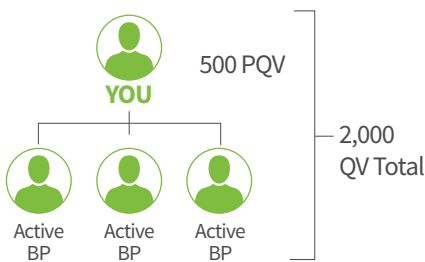 500 PQV
YOU
2,000
QV Total
Active
BP
Active
BP
Active
BP